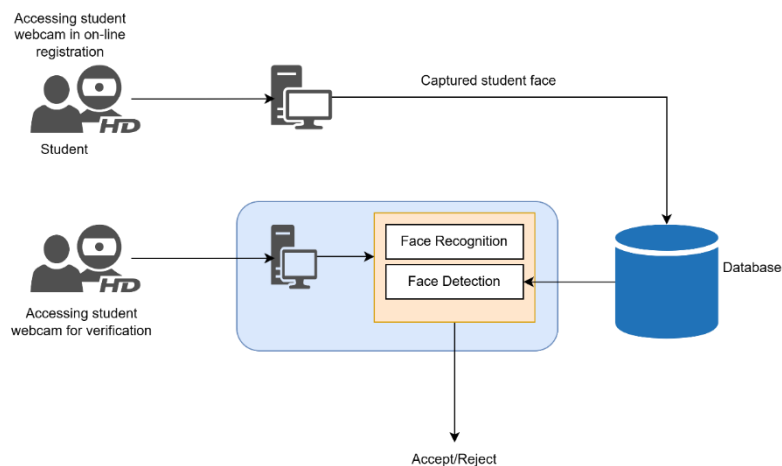 Accessing student
webcam in on-line
registration
HD
Student
Captured student face
Face Recognition
Face Detection
Database
HD
Accessing student
webcam for verification
Accept/Reject